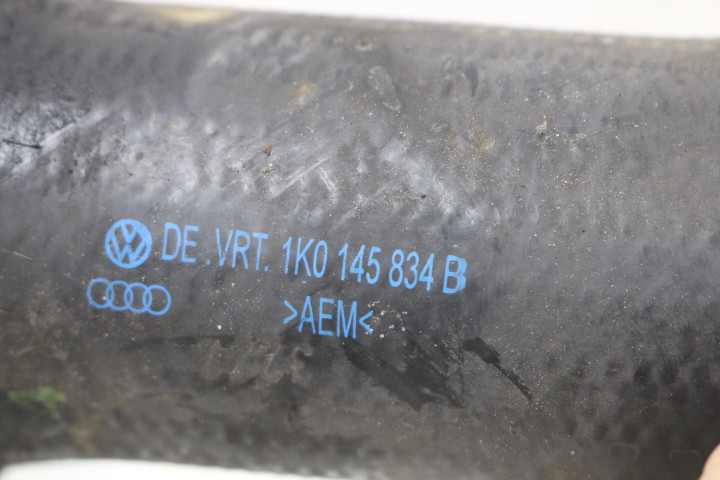 DE .VRT. 1K0 145 834 B
>AEM<